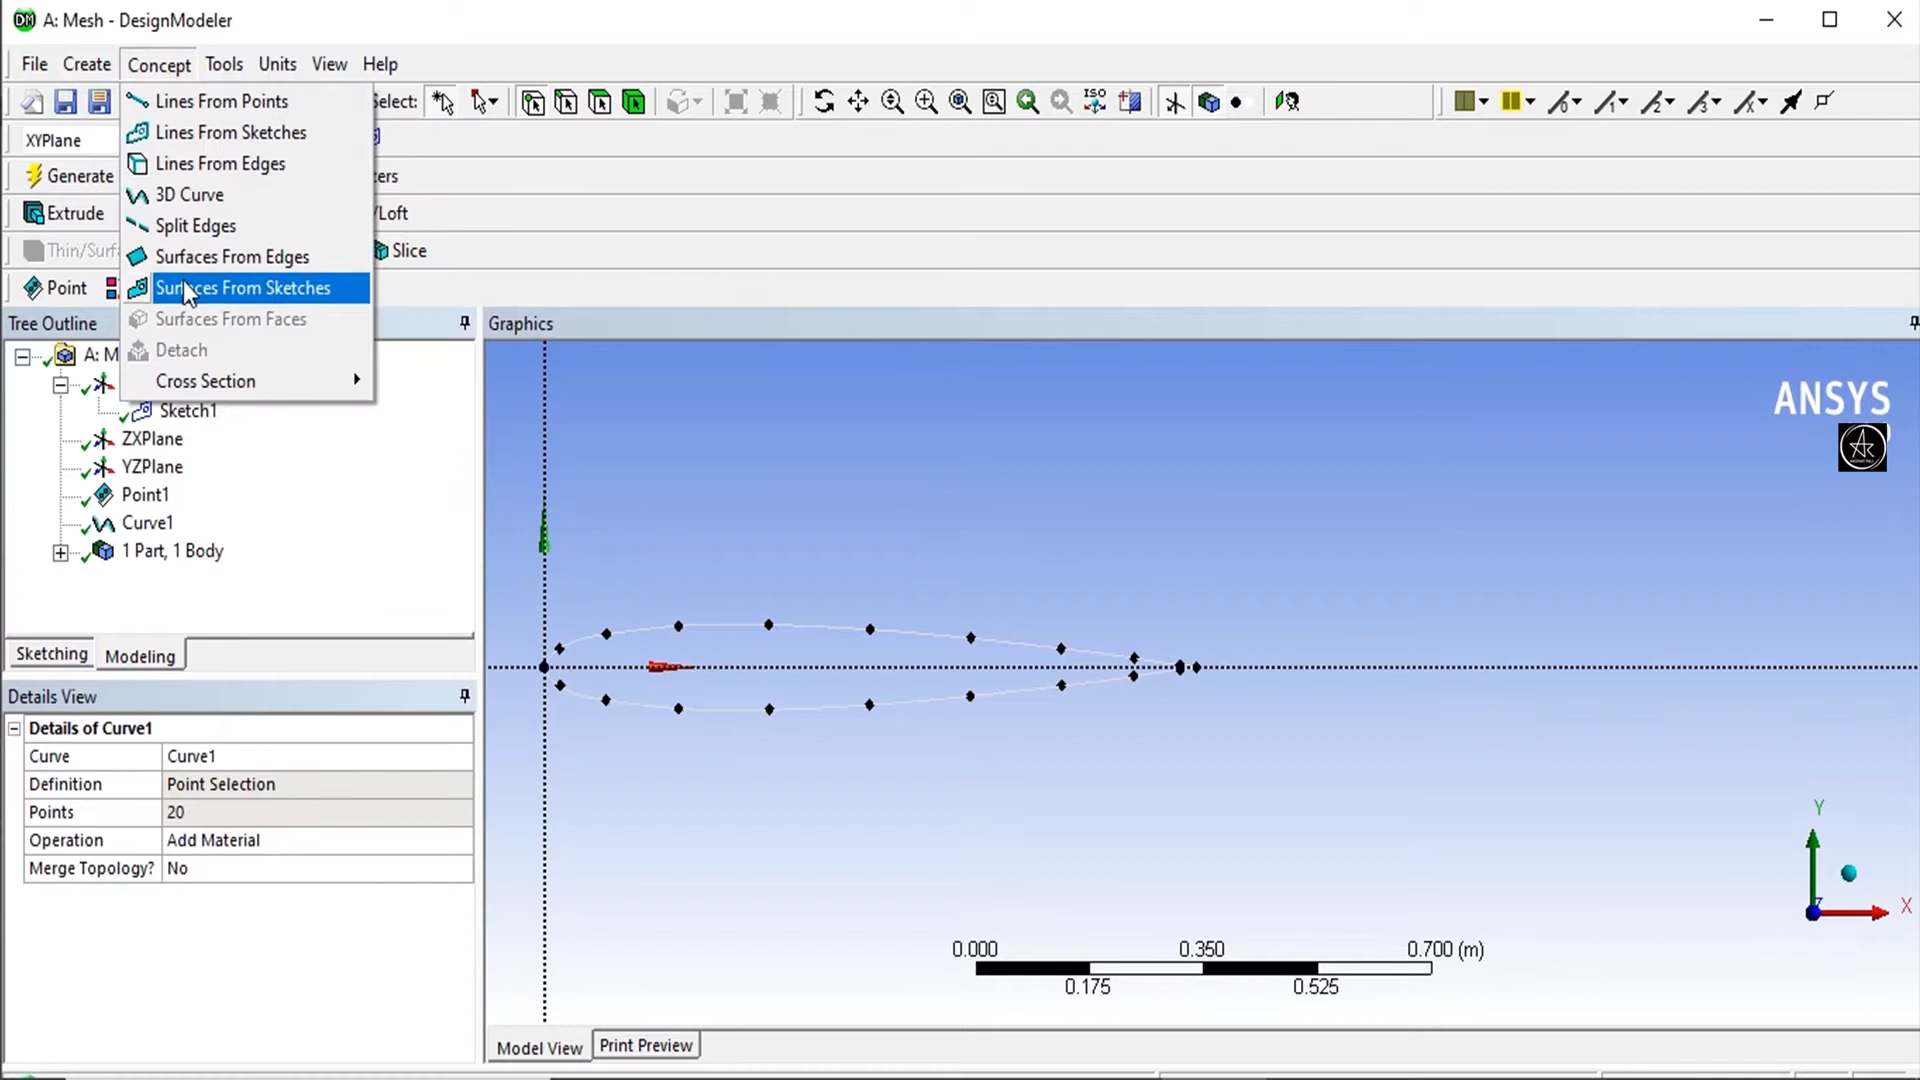 A: Mesh - DesignModeler
File Create Concept Tools Units View Help
Select:
ISO
XYPlane
Generate
Extrude
/Loft
Slice
Point
Lines From Points
Lines From Sketches
Lines From Edges
3D Curve
Split Edges
Surfaces From Edges
Surfaces From Sketches
Surfaces From Faces
Detach
Cross Section
Tree Outline
Sketch1
ZXPlane
YZPlane
Point1
Curve1
1 Part, 1 Body
Sketching Modeling
Details View
Details of Curve1
Curve Curve1
Definition Point Selection
Points 20
Operation Add Material
Merge Topology? No
Graphics
ANSYS
Y
X
0.000 0.350 0.700 (m)
0.175 0.525
Model View Print Preview